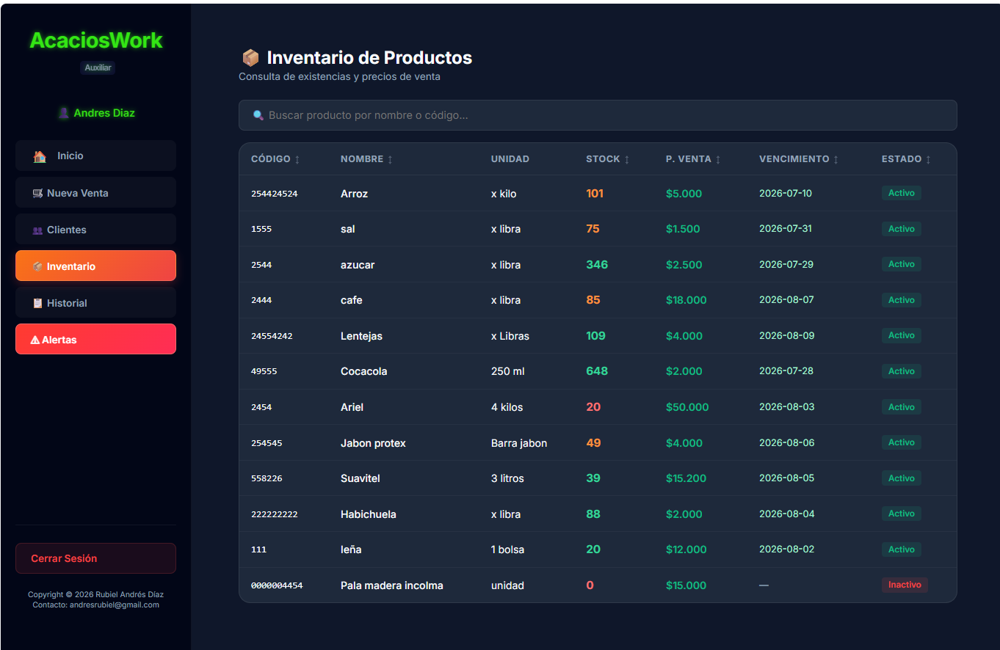 AcaciosWork
Auxiliar
Andres Diaz
Inicio
Nueva Venta
Clientes
Inventario
Historial
Alertas
Cerrar Sesión
Copyright © 2026 Rubiel Andrés Díaz
Contacto: andresrubiel@gmail.com
Inventario de Productos
Consulta de existencias y precios de venta
Buscar producto por nombre o código...
CÓDIGO ↕ NOMBRE ↕ UNIDAD STOCK ↕ P. VENTA ↕ VENCIMIENTO ↕ ESTADO ↕
254424524 Arroz x kilo 101 $5.000 2026-07-10 Activo
1555 sal x libra 75 $1.500 2026-07-31 Activo
2544 azucar x libra 346 $2.500 2026-07-29 Activo
2444 cafe x libra 85 $18.000 2026-08-07 Activo
24554242 Lentejas x Libras 109 $4.000 2026-08-09 Activo
49555 Cocacola 250 ml 648 $2.000 2026-07-28 Activo
2454 Ariel 4 kilos 20 $50.000 2026-08-03 Activo
254545 Jabon protex Barra jabon 49 $4.000 2026-08-06 Activo
558226 Suavitel 3 litros 39 $15.200 2026-08-05 Activo
222222222 Habichuela x libra 88 $2.000 2026-08-04 Activo
111 leña 1 bolsa 20 $12.000 2026-08-02 Activo
0000004454 Pala madera incolma unidad 0 $15.000 — Inactivo